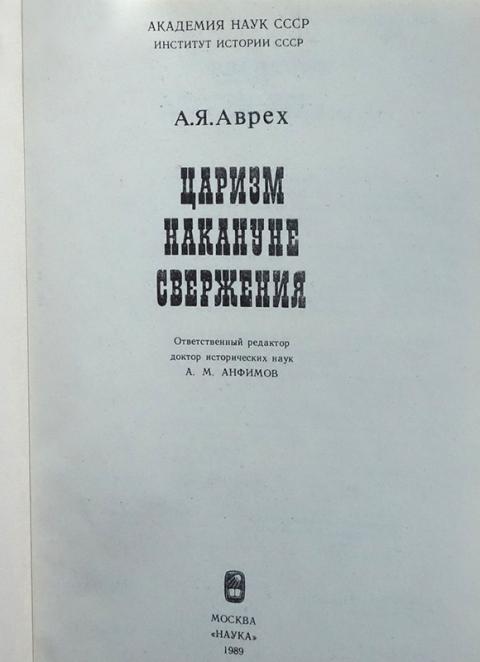 АКАДЕМИЯ НАУК СССР
ИНСТИТУТ ИСТОРИИ СССР
А.Я.Аврех
ЦАРИЗМ
НАКАНУНЕ
СВЕРЖЕНИЯ
Ответственный редактор
доктор исторических наук
А. М. АНФИМОВ
МОСКВА
«НАУКА»
1989